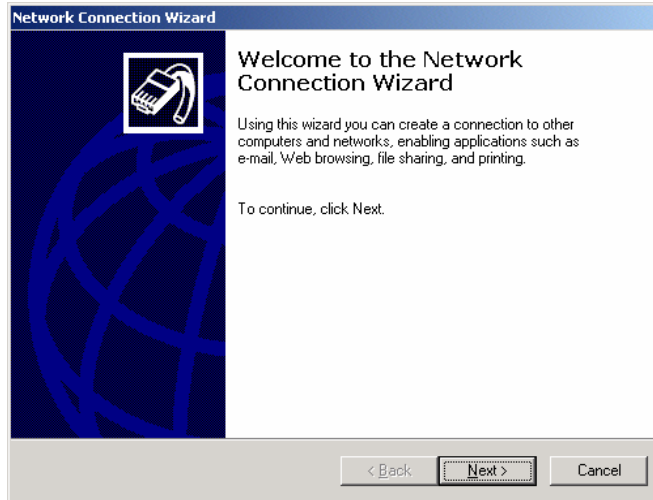 Network Connection Wizard
Welcome to the Network
Connection Wizard
Using this wizard you can create a connection to other
computers and networks, enabling applications such as
e-mail, Web browsing, file sharing, and printing.
To continue, click Next.
< Back Next > Cancel